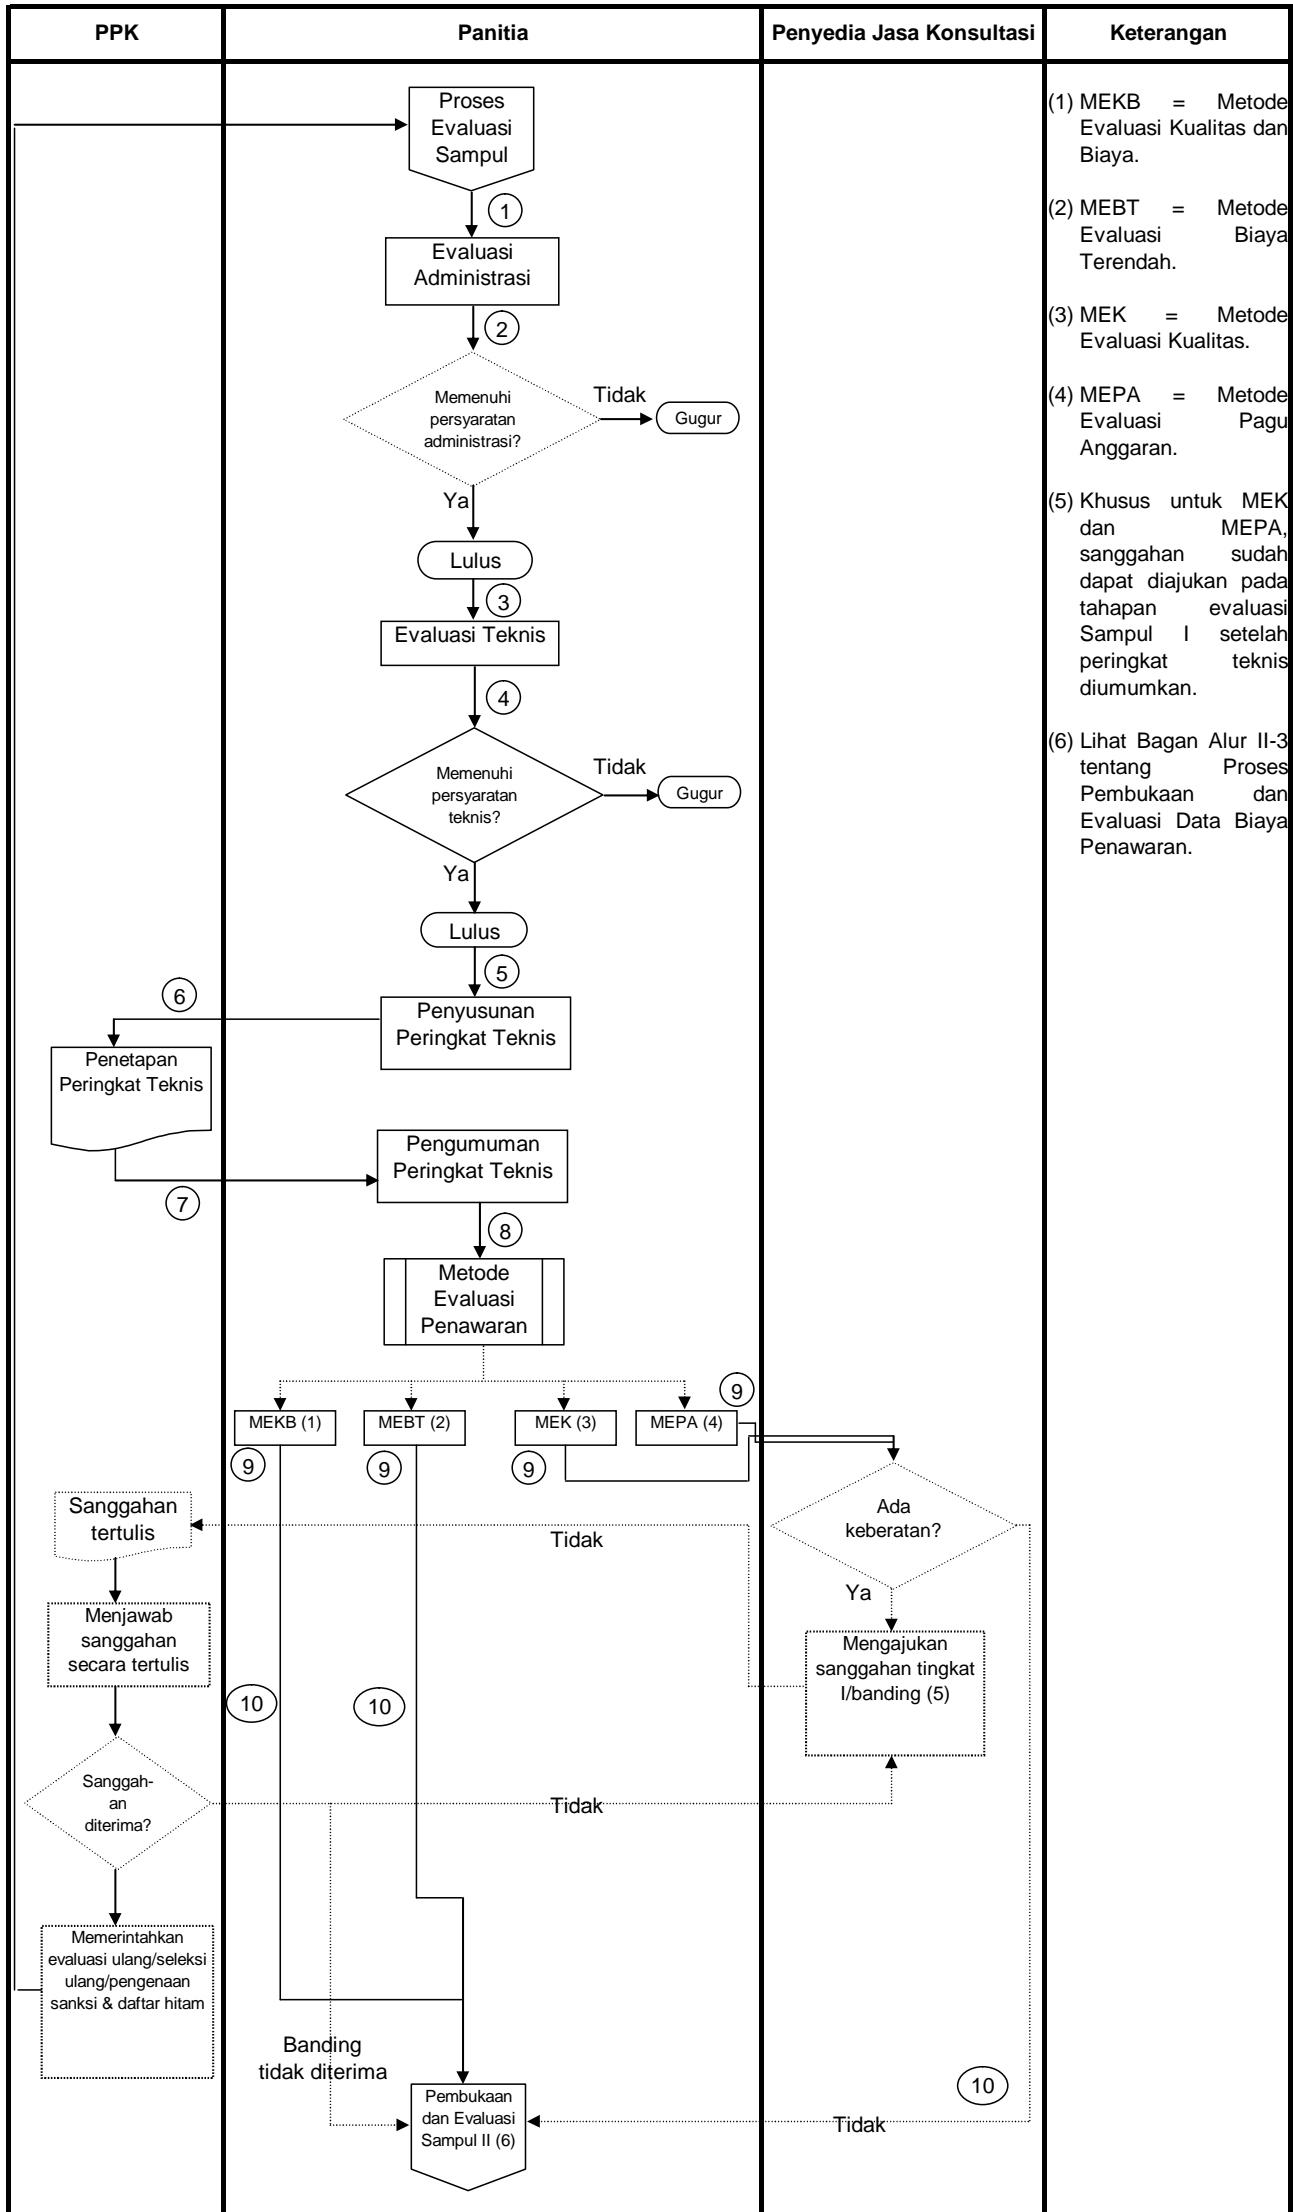 PPK
Panitia
Penyedia Jasa Konsultasi
Keterangan
Proses
Evaluasi
Sampul
1
Evaluasi
Administrasi
2
Memenuhi
persyaratan
administrasi?
Tidak
Gugur
Ya
Lulus
3
Evaluasi Teknis
4
Memenuhi
persyaratan
teknis?
Tidak
Gugur
Ya
Lulus
5
Penyusunan
Peringkat Teknis
6
Penetapan
Peringkat Teknis
7
Pengumuman
Peringkat Teknis
8
Metode
Evaluasi
Penawaran
9
MEKB (1)
MEBT (2)
MEK (3)
MEPA (4)
9
9
9
Ada
keberatan?
Sanggahan
tertulis
Tidak
Ya
Menjawab
sanggahan
secara tertulis
Mengajukan
sanggahan tingkat
I/banding (5)
10
10
Sanggah-
an
diterima?
Tidak
Memerintahkan
evaluasi ulang/seleksi
ulang/pengenaan
sanksi & daftar hitam
Banding
tidak diterima
10
Pembukaan
dan Evaluasi
Sampul II (6)
Tidak
(1) MEKB = Metode
Evaluasi Kualitas dan
Biaya.
(2) MEBT = Metode
Evaluasi Biaya
Terendah.
(3) MEK = Metode
Evaluasi Kualitas.
(4) MEPA = Metode
Evaluasi Pagu
Anggaran.
(5) Khusus untuk MEK
dan MEPA,
sanggahan sudah
dapat diajukan pada
tahapan evaluasi
Sampul I setelah
peringkat teknis
diumumkan.
(6) Lihat Bagan Alur II-3
tentang Proses
Pembukaan dan
Evaluasi Data Biaya
Penawaran.